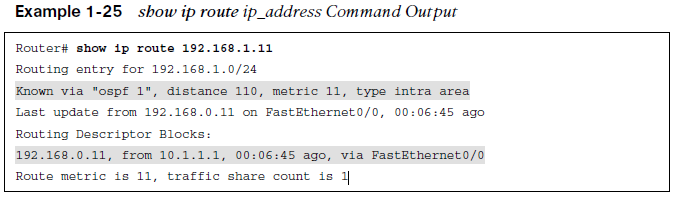 Example 1-25 show ip route ip_address Command Output
Router# show ip route 192.168.1.11
Routing entry for 192.168.1.0/24
Known via "ospf 1", distance 110, metric 11, type intra area
Last update from 192.168.0.11 on FastEthernet0/0, 00:06:45 ago
Routing Descriptor Blocks:
192.168.0.11, from 10.1.1.1, 00:06:45 ago, via FastEthernet0/0
Route metric is 11, traffic share count is 1